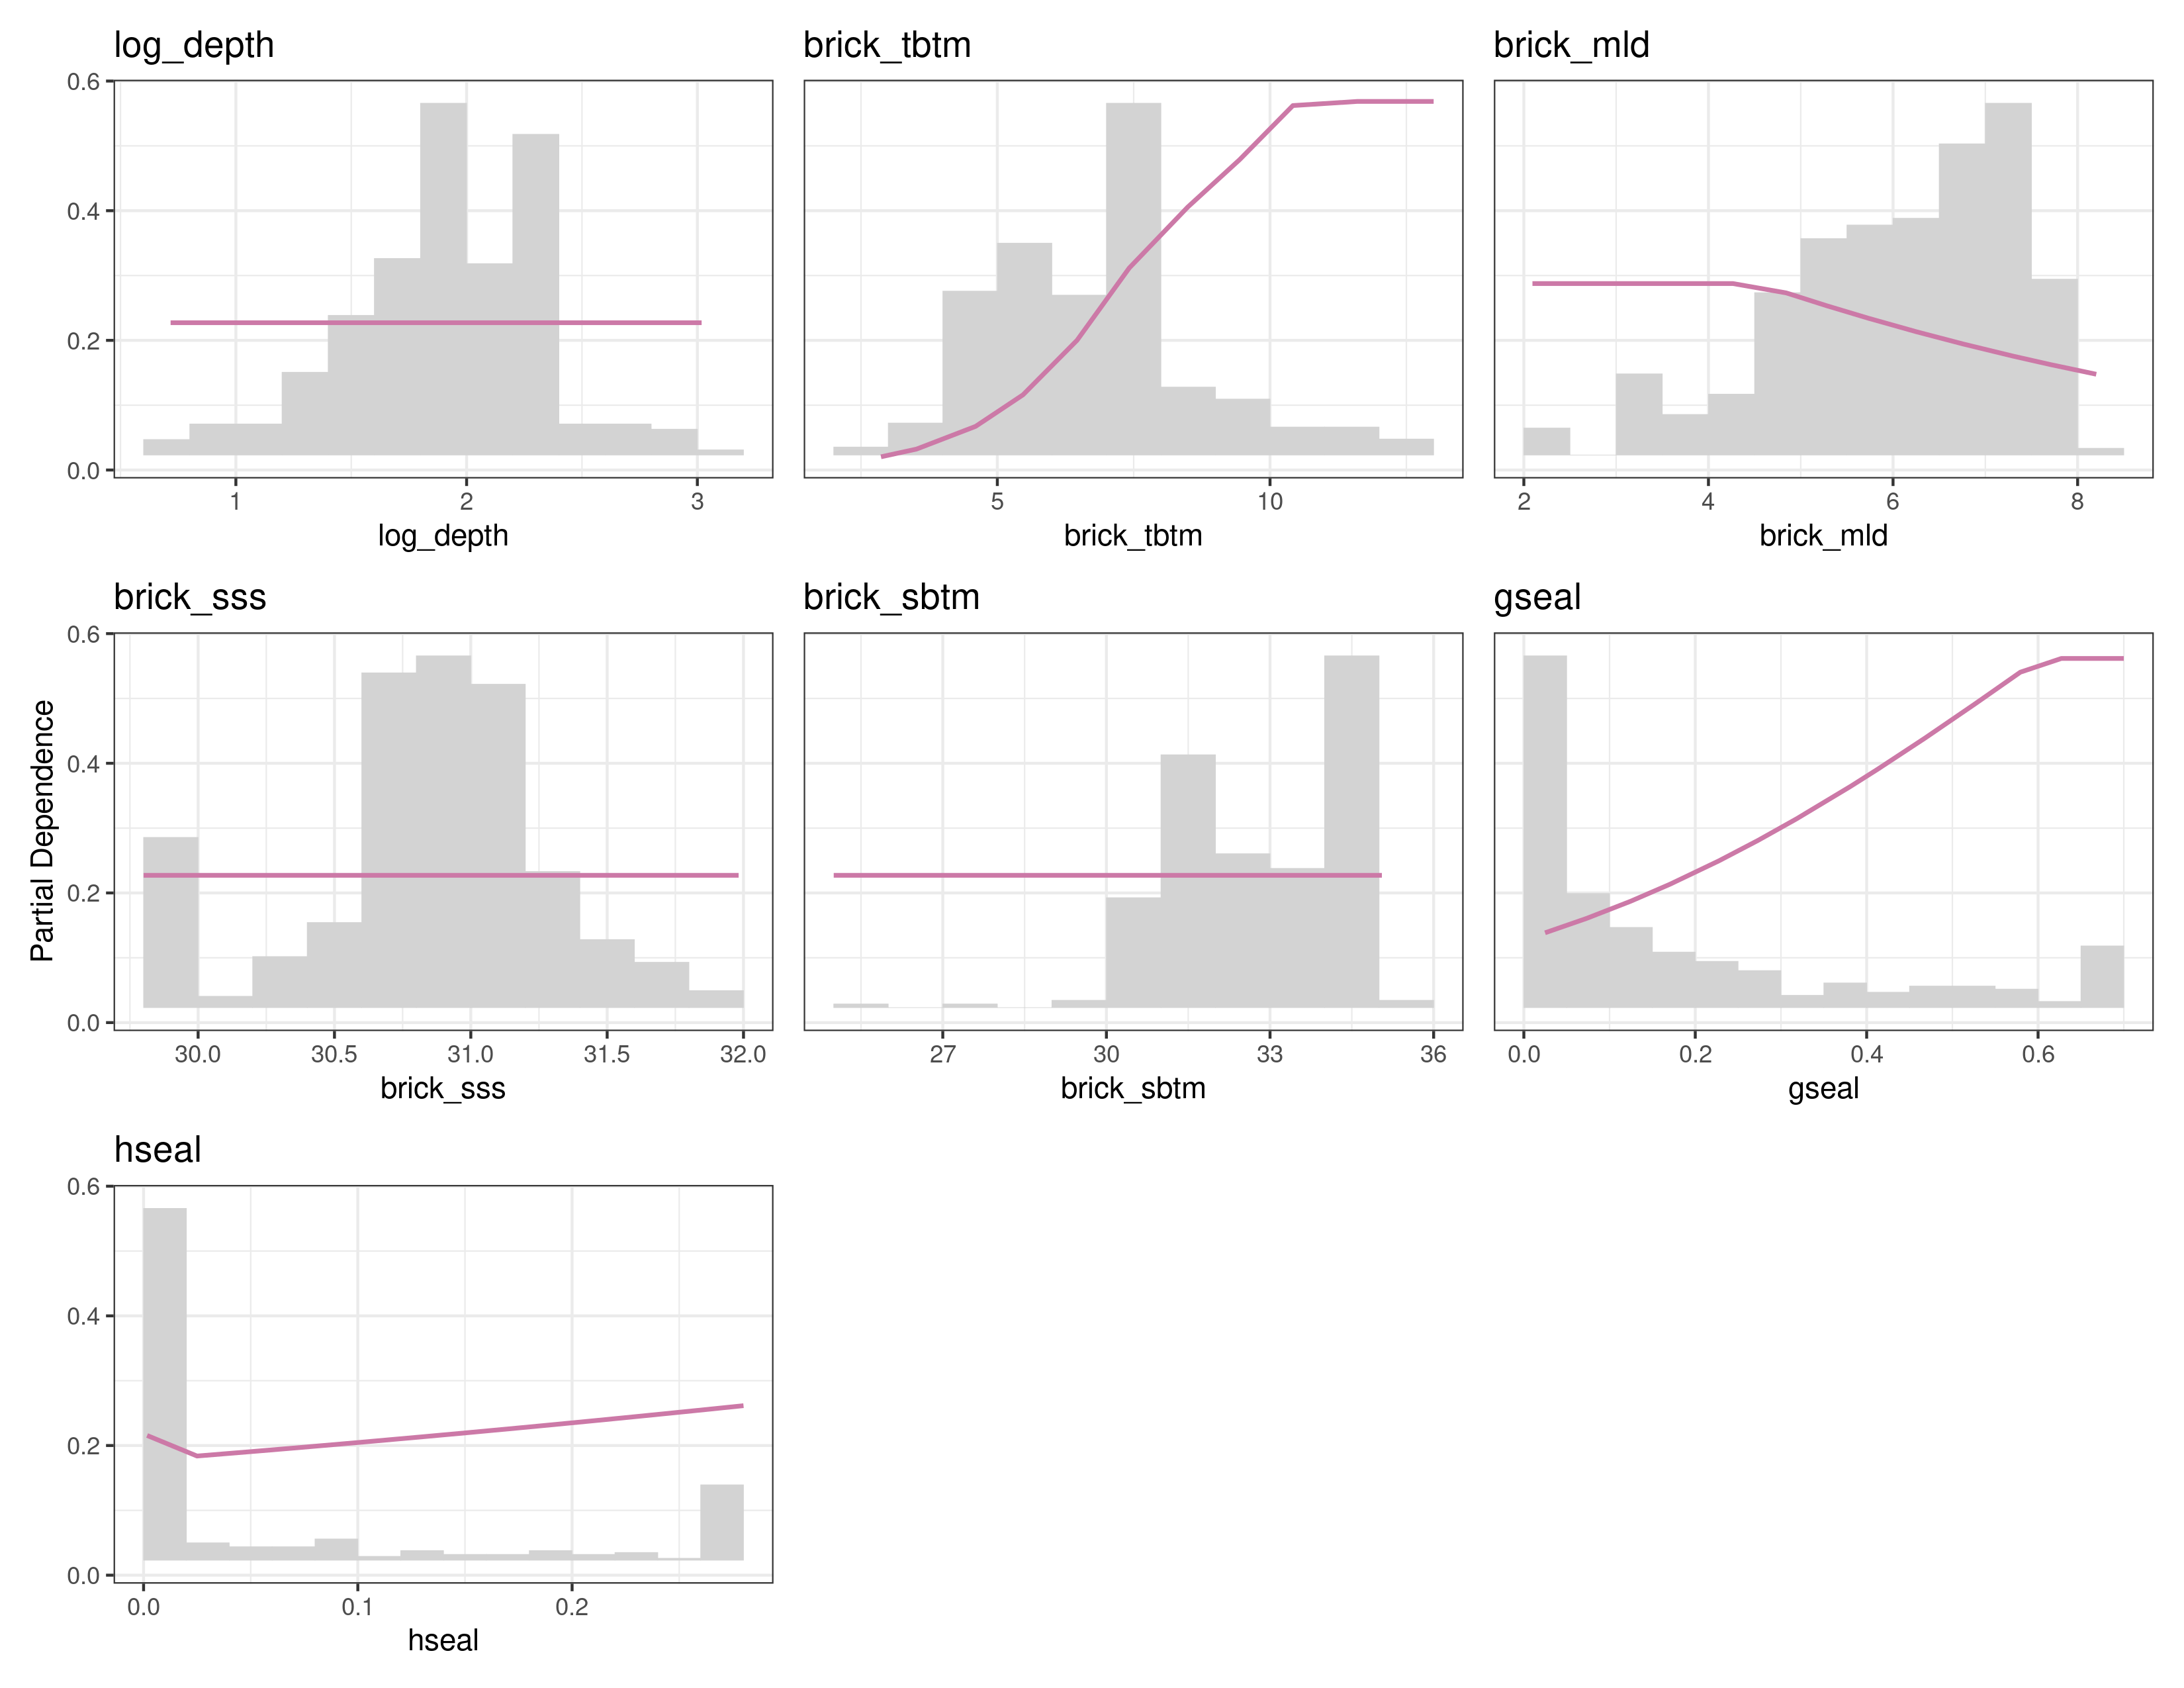 log_depth
brick_tbtm
brick_mld
0.6
0.4
0.2
0.0
1 2 3
5 10
2 4 6 8
log_depth
brick_tbtm
brick_mld
brick_sss
brick_sbtm
gseal
Partial Dependence
0.6
0.4
0.2
0.0
30.0 30.5 31.0 31.5 32.0
27 30 33 36
0.0 0.2 0.4 0.6
brick_sss
brick_sbtm
gseal
hseal
0.6
0.4
0.2
0.0
0.0 0.1 0.2
hseal